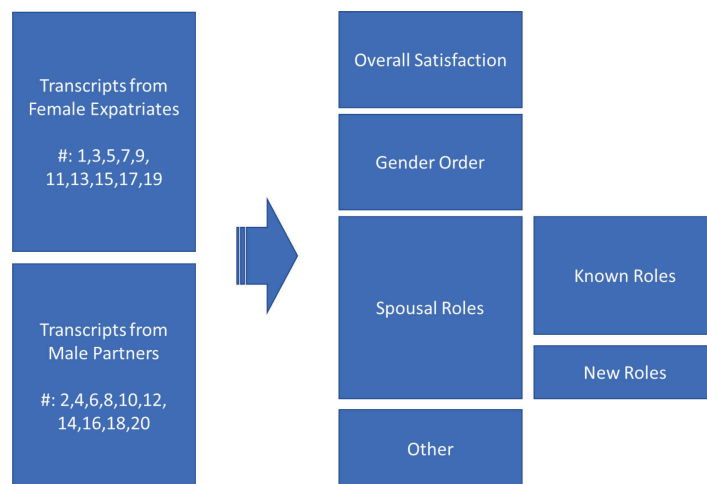 Transcripts from
Female Expatriates
#: 1,3,5,7,9,
11,13,15,17,19
Transcripts from
Male Partners
#: 2,4,6,8,10,12,
14,16,18,20
Overall Satisfaction
Gender Order
Spousal Roles
Known Roles
New Roles
Other